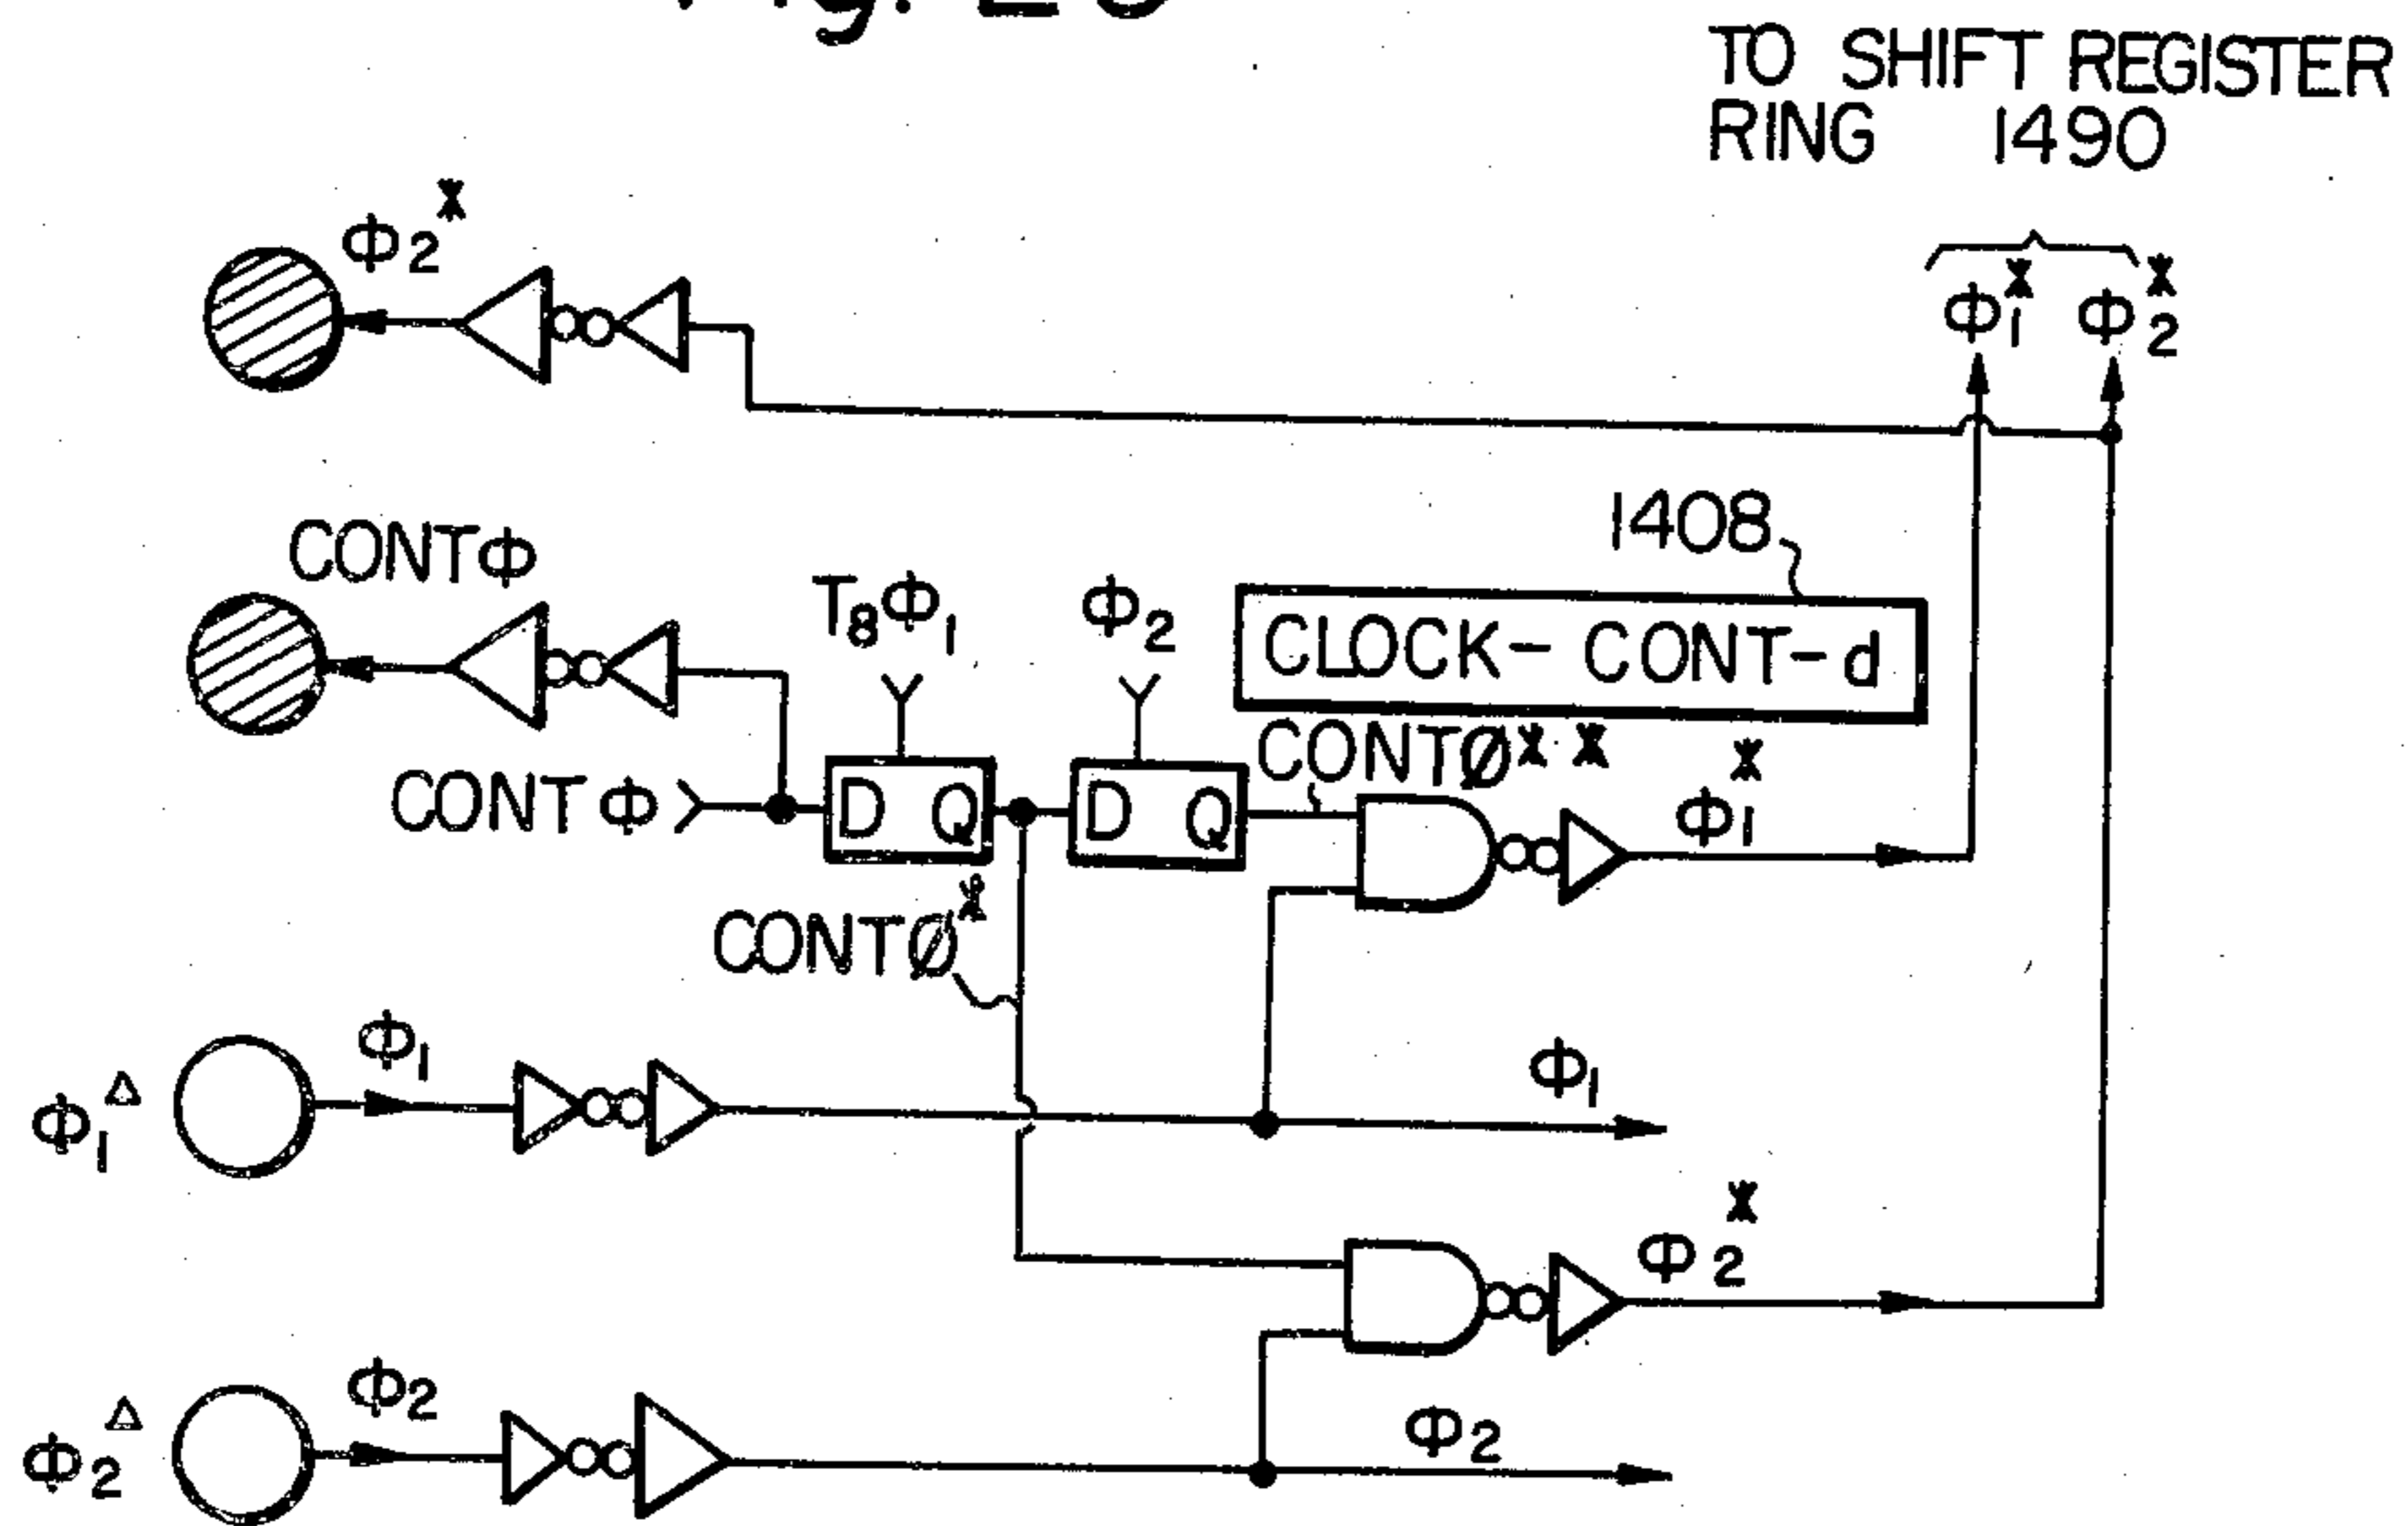 TO SHIFT REGISTER
RING 1490
Φ2*
Φ1* Φ2*
1408
CONTΦ
T8Φ1
Φ2
CLOCK-CONT-d
CONTØ**
Φ1*
CONTΦ
D Q
D Q
CONTØ*
Φ1
Φ1
Φ1△
Φ2*
Φ2
Φ2
Φ2△